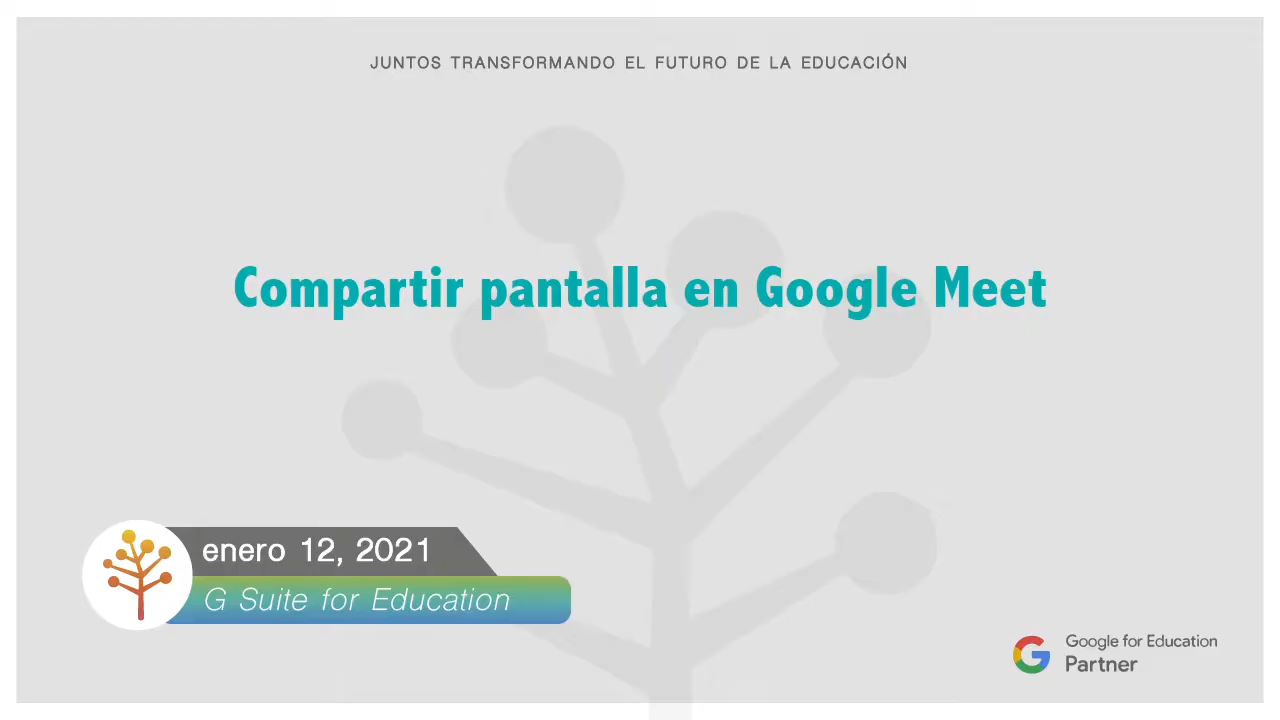 JUNTOS TRANSFORMANDO EL FUTURO DE LA EDUCACIÓN
Compartir pantalla en Google Meet
enero 12, 2021
G Suite for Education
Google for Education
Partner